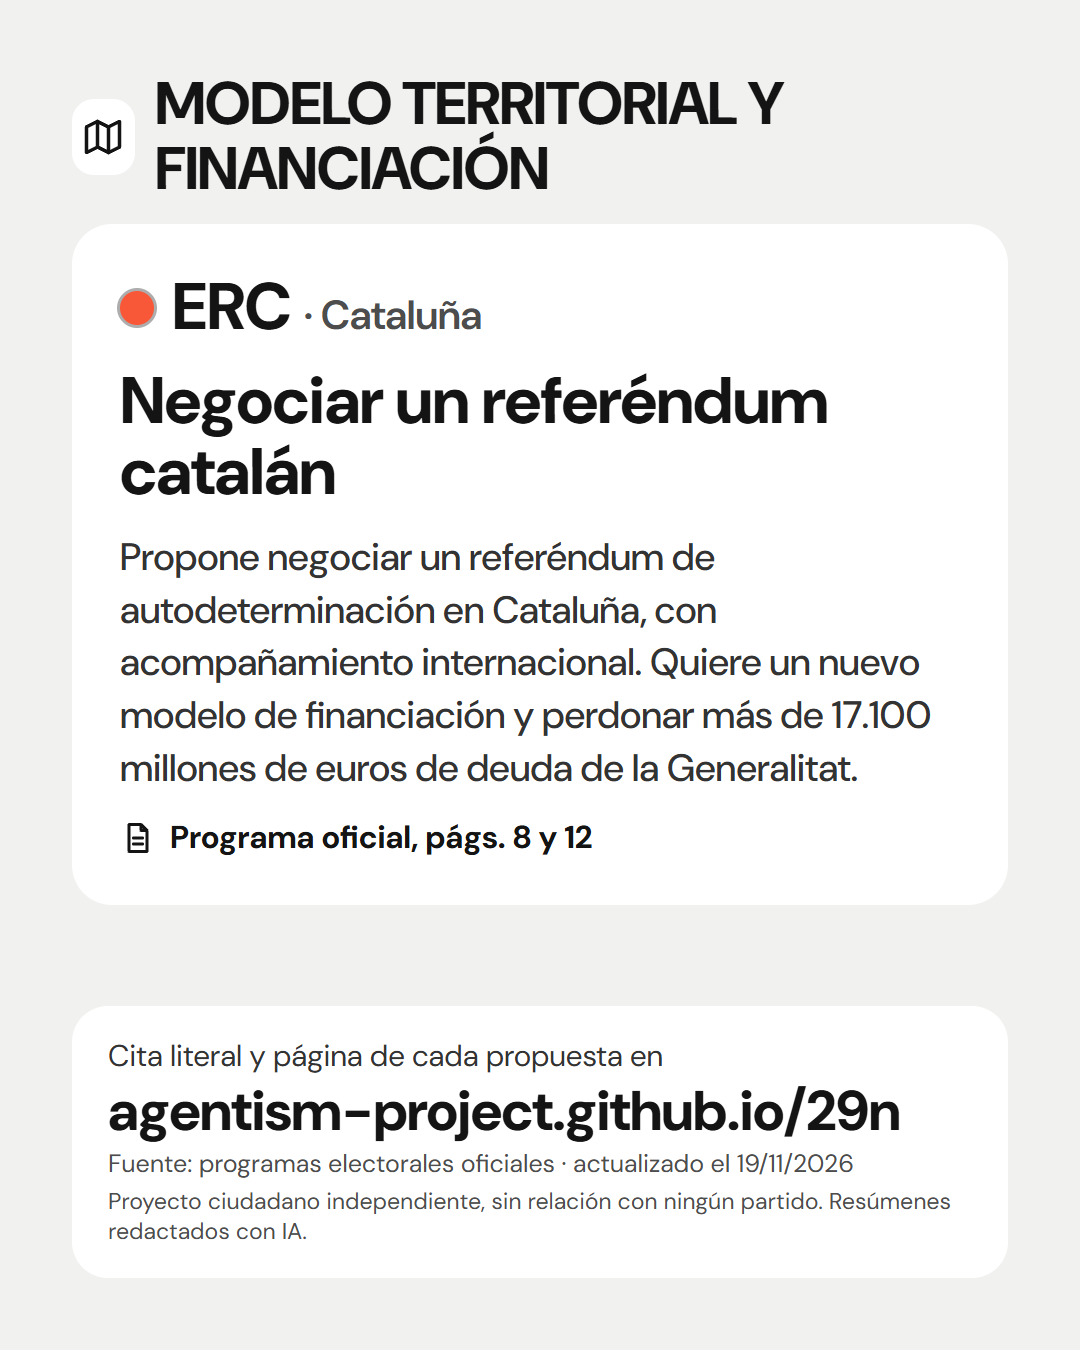 MODELO TERRITORIAL Y
FINANCIACIÓN
ERC · Cataluña
Negociar un referéndum
catalán
Propone negociar un referéndum de
autodeterminación en Cataluña, con
acompañamiento internacional. Quiere un nuevo
modelo de financiación y perdonar más de 17.100
millones de euros de deuda de la Generalitat.
Programa oficial, págs. 8 y 12
Cita literal y página de cada propuesta en
agentism-project.github.io/29n
Fuente: programas electorales oficiales · actualizado el 19/11/2026
Proyecto ciudadano independiente, sin relación con ningún partido. Resúmenes
redactados con IA.